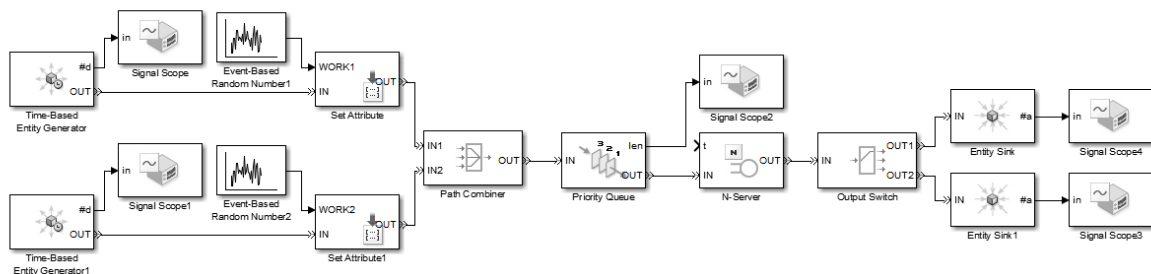 #d
OUT
Time-Based
Entity Generator
in
Signal Scope
Event-Based
Random Number1
WORK1
IN
OUT
[...]
Set Attribute
#d
OUT
Time-Based
Entity Generator1
in
Signal Scope1
Event-Based
Random Number2
WORK2
IN
OUT
[...]
Set Attribute1
IN1
IN2
OUT
Path Combiner
IN
3 2 1
len
OUT
Priority Queue
in
Signal Scope2
t
IN
N
OUT
N-Server
IN
OUT1
OUT2
Output Switch
IN
#a
Entity Sink
in
Signal Scope4
IN
#a
Entity Sink1
in
Signal Scope3